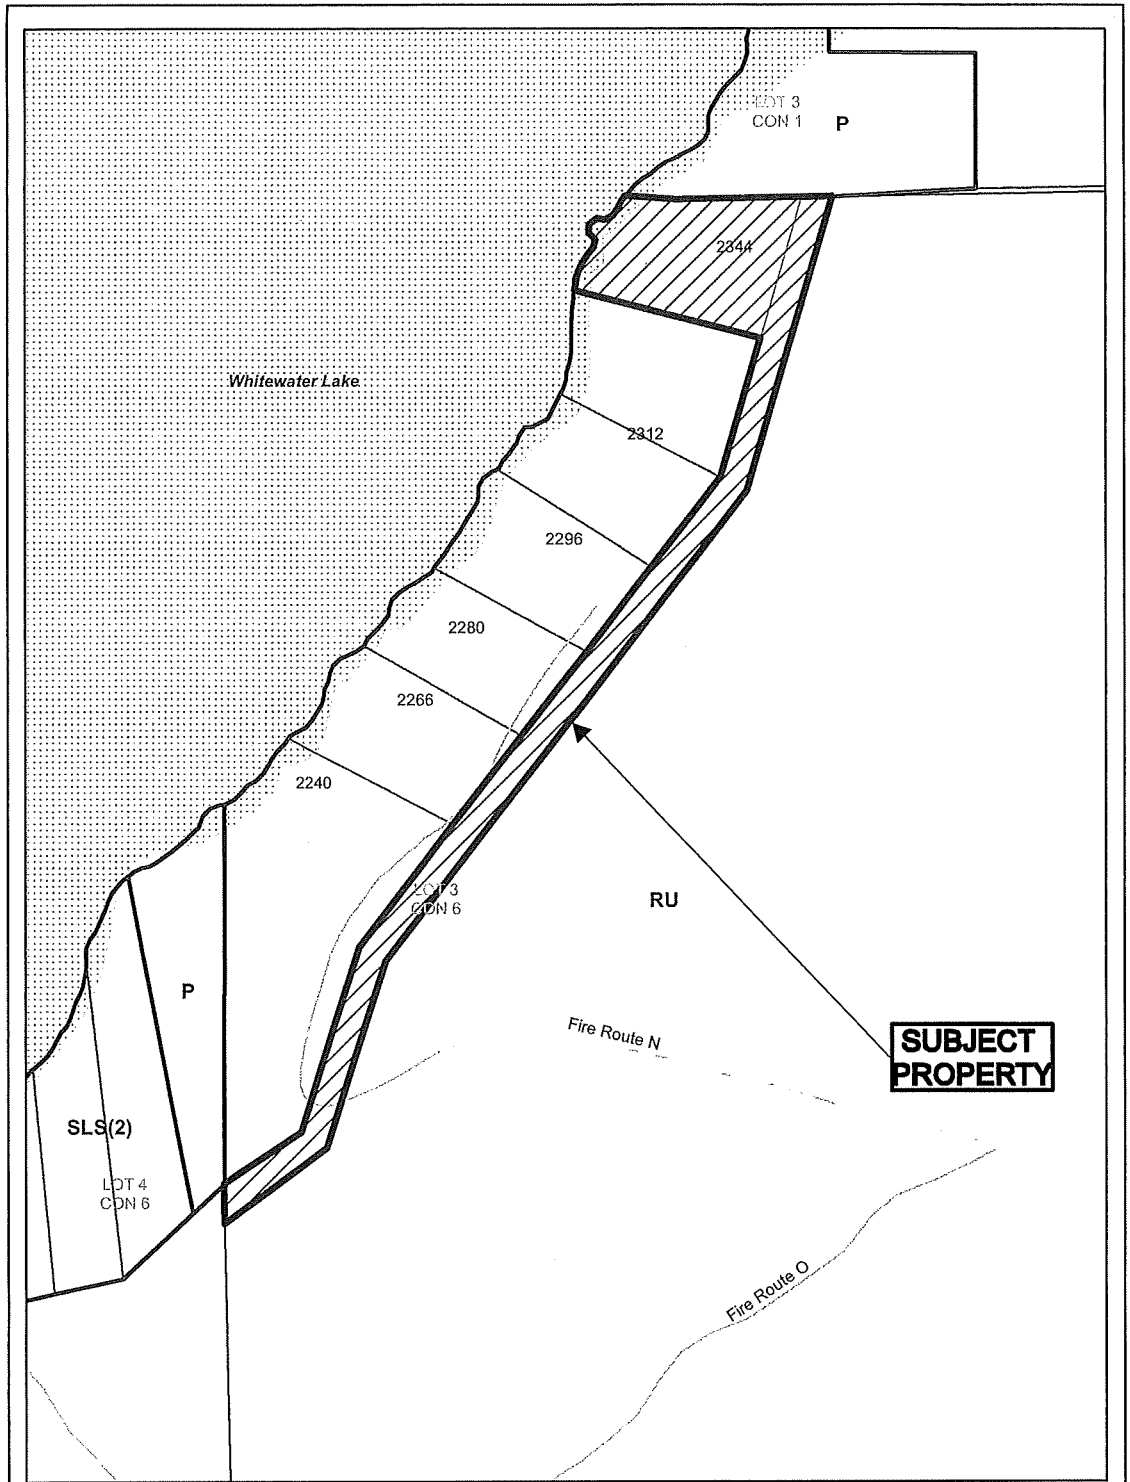 LOT 3
CON 1
P
2344
Whitewater Lake
2312
2296
2280
2266
2240
LOT 3
CON 6
RU
P
Fire Route N
SUBJECT
PROPERTY
SLS(2)
LOT 4
CON 6
Fire Route O